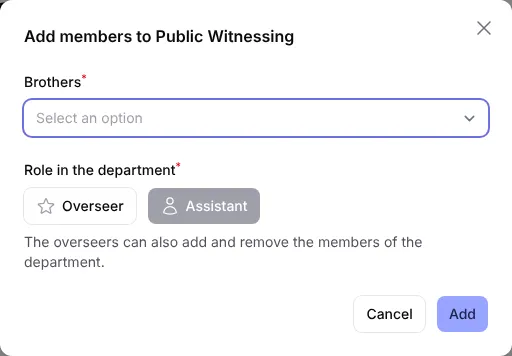 Add members to Public Witnessing
Brothers*
Select an option
Role in the department*
Overseer
Assistant
The overseers can also add and remove the members of the
department.
Cancel
Add